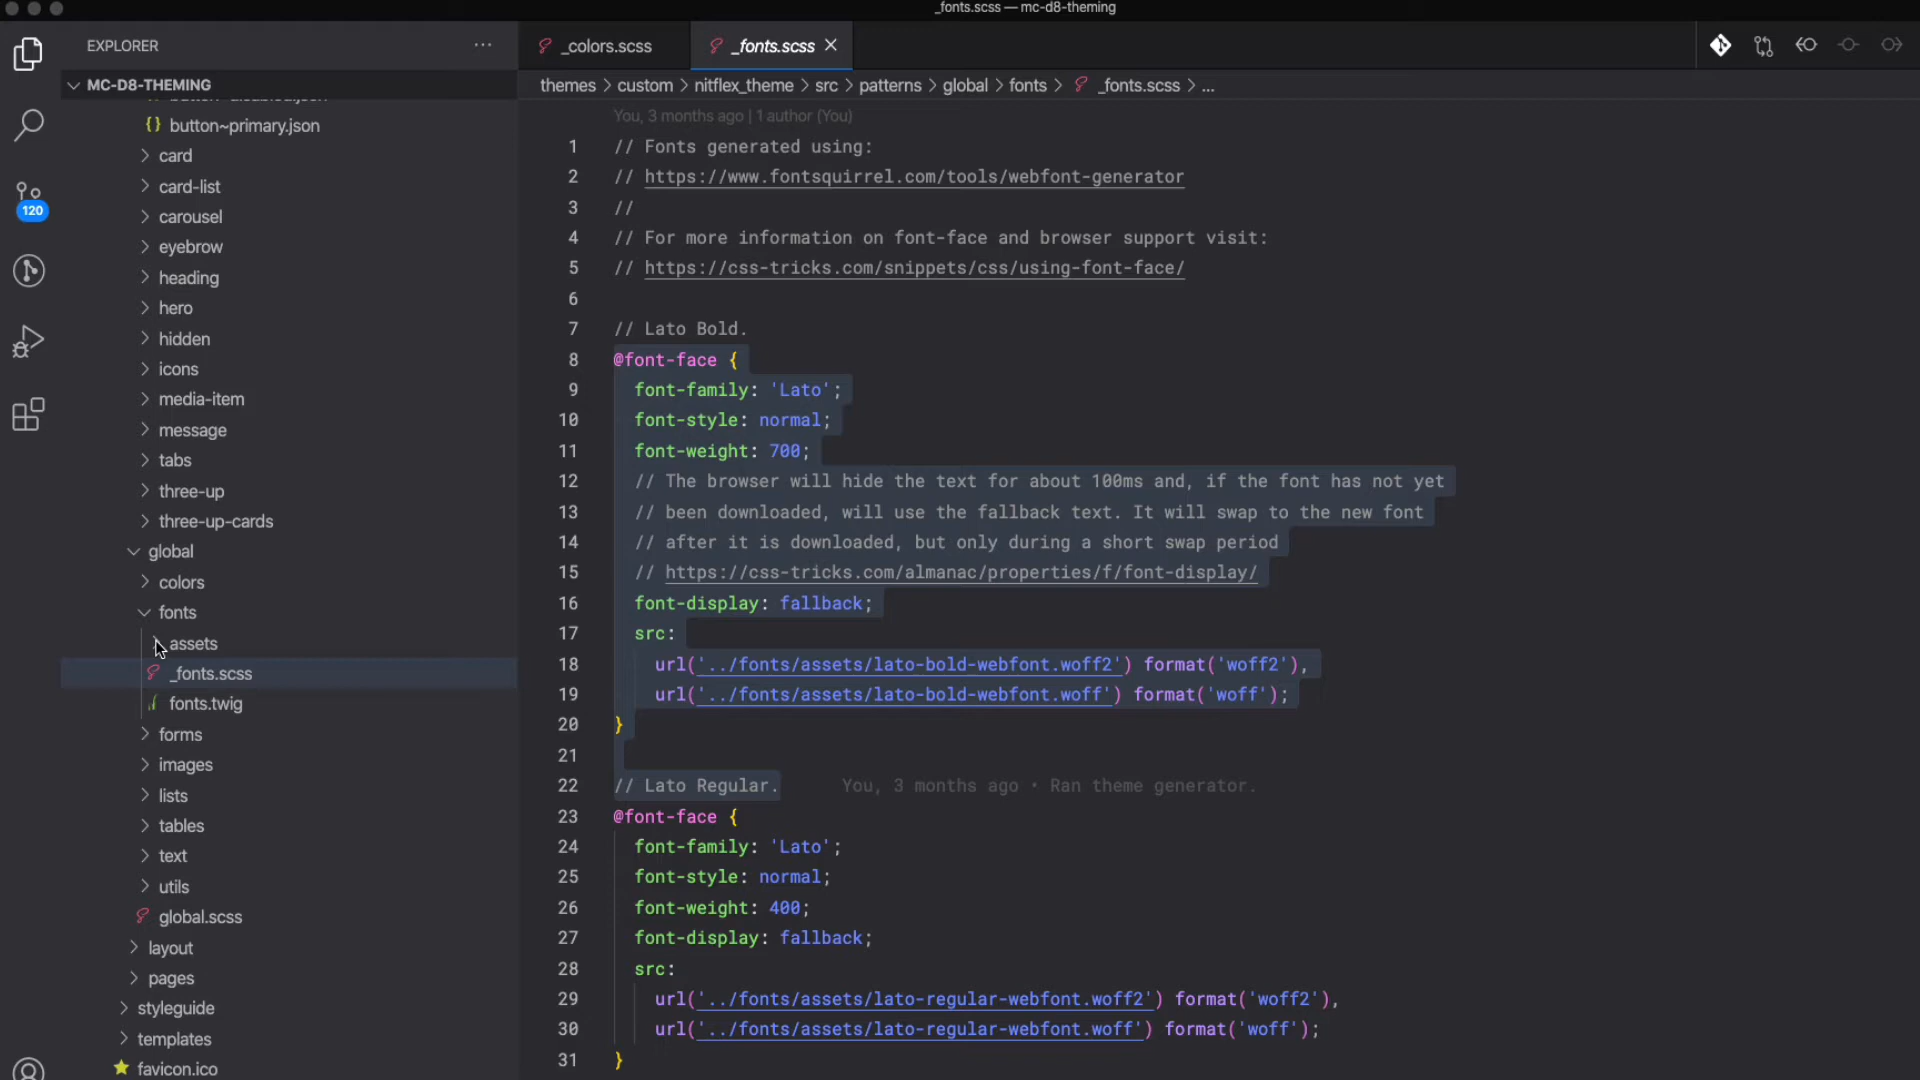 _fonts.scss — mc-d8-theming
EXPLORER
MC-D8-THEMING
button~primary.json
card
card-list
carousel
eyebrow
heading
hero
hidden
icons
media-item
message
tabs
three-up
three-up-cards
global
colors
fonts
assets
_fonts.scss
fonts.twig
forms
images
lists
tables
text
utils
global.scss
layout
pages
styleguide
templates
favicon.ico
120
_colors.scss
_fonts.scss
themes > custom > nitflex_theme > src > patterns > global > fonts > _fonts.scss > ...
You, 3 months ago | 1 author (You)
1 // Fonts generated using:
2 // https://www.fontsquirrel.com/tools/webfont-generator
3 //
4 // For more information on font-face and browser support visit:
5 // https://css-tricks.com/snippets/css/using-font-face/
6
7 // Lato Bold.
8 @font-face {
9 font-family: 'Lato';
10 font-style: normal;
11 font-weight: 700;
12 // The browser will hide the text for about 100ms and, if the font has not yet
13 // been downloaded, will use the fallback text. It will swap to the new font
14 // after it is downloaded, but only during a short swap period
15 // https://css-tricks.com/almanac/properties/f/font-display/
16 font-display: fallback;
17 src:
18 url('../fonts/assets/lato-bold-webfont.woff2') format('woff2'),
19 url('../fonts/assets/lato-bold-webfont.woff') format('woff');
20 }
21
22 // Lato Regular. You, 3 months ago • Ran theme generator.
23 @font-face {
24 font-family: 'Lato';
25 font-style: normal;
26 font-weight: 400;
27 font-display: fallback;
28 src:
29 url('../fonts/assets/lato-regular-webfont.woff2') format('woff2'),
30 url('../fonts/assets/lato-regular-webfont.woff') format('woff');
31 }